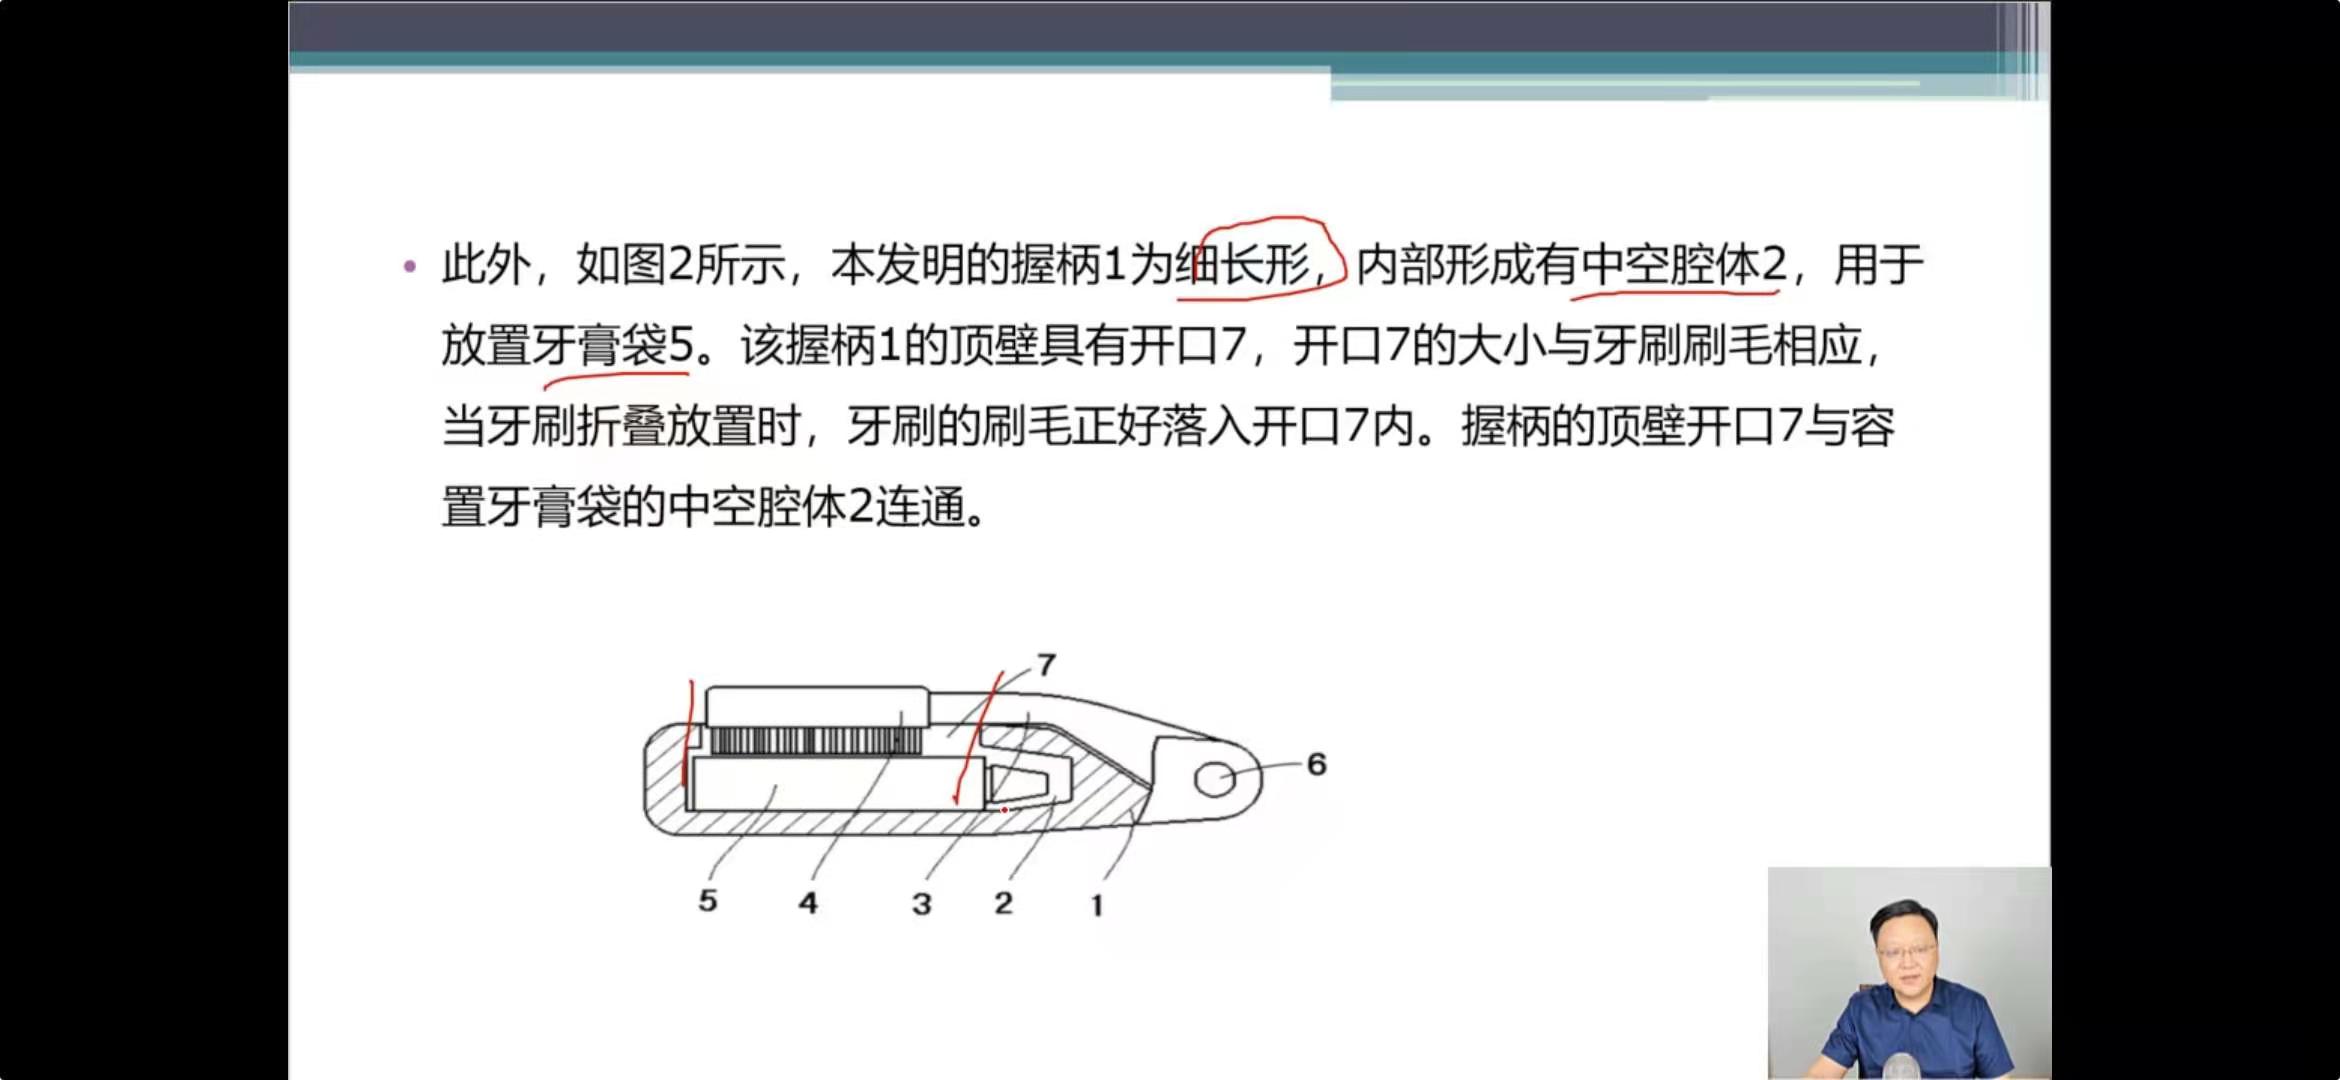 • 此外，如图2所示，本发明的握柄1为细长形，内部形成有中空腔体2，用于
放置牙膏袋5。该握柄1的顶壁具有开口7，开口7的大小与牙刷刷毛相应，
当牙刷折叠放置时，牙刷的刷毛正好落入开口7内。握柄的顶壁开口7与容
置牙膏袋的中空腔体2连通。
7
6
5 4 3 2 1